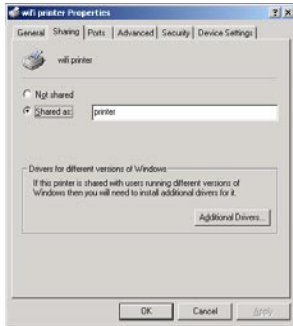 wifi printer Properties
General Sharing Ports Advanced Security Device Settings
wifi printer
Not shared
Shared as: printer
Drivers for different versions of Windows
If this printer is shared with users running different versions of
Windows then you will need to install additional drivers for it.
Additional Drivers...
OK Cancel Apply